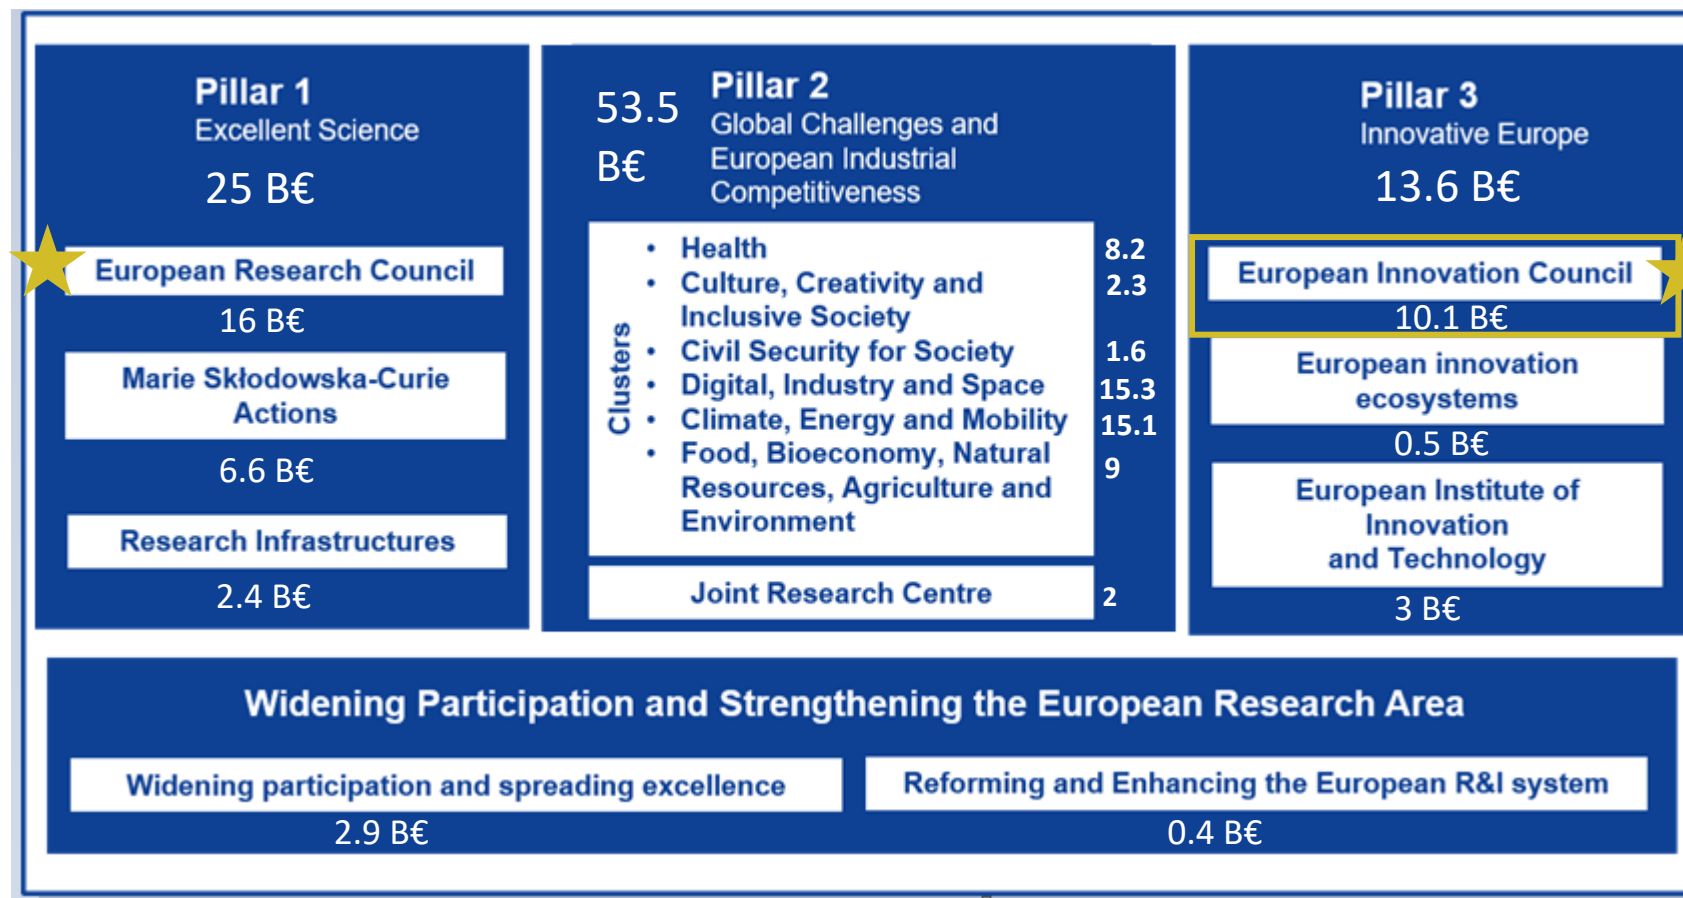 Pillar 1
Excellent Science
25 B€
European Research Council
16 B€
Marie Skłodowska-Curie
Actions
6.6 B€
Research Infrastructures
2.4 B€
53.5
B€
Pillar 2
Global Challenges and
European Industrial
Competitiveness
Clusters
• Health 8.2
• Culture, Creativity and 2.3
Inclusive Society
• Civil Security for Society 1.6
• Digital, Industry and Space 15.3
• Climate, Energy and Mobility 15.1
• Food, Bioeconomy, Natural 9
Resources, Agriculture and
Environment
Joint Research Centre 2
Pillar 3
Innovative Europe
13.6 B€
European Innovation Council
10.1 B€
European innovation
ecosystems
0.5 B€
European Institute of
Innovation
and Technology
3 B€
Widening Participation and Strengthening the European Research Area
Widening participation and spreading excellence
2.9 B€
Reforming and Enhancing the European R&I system
0.4 B€